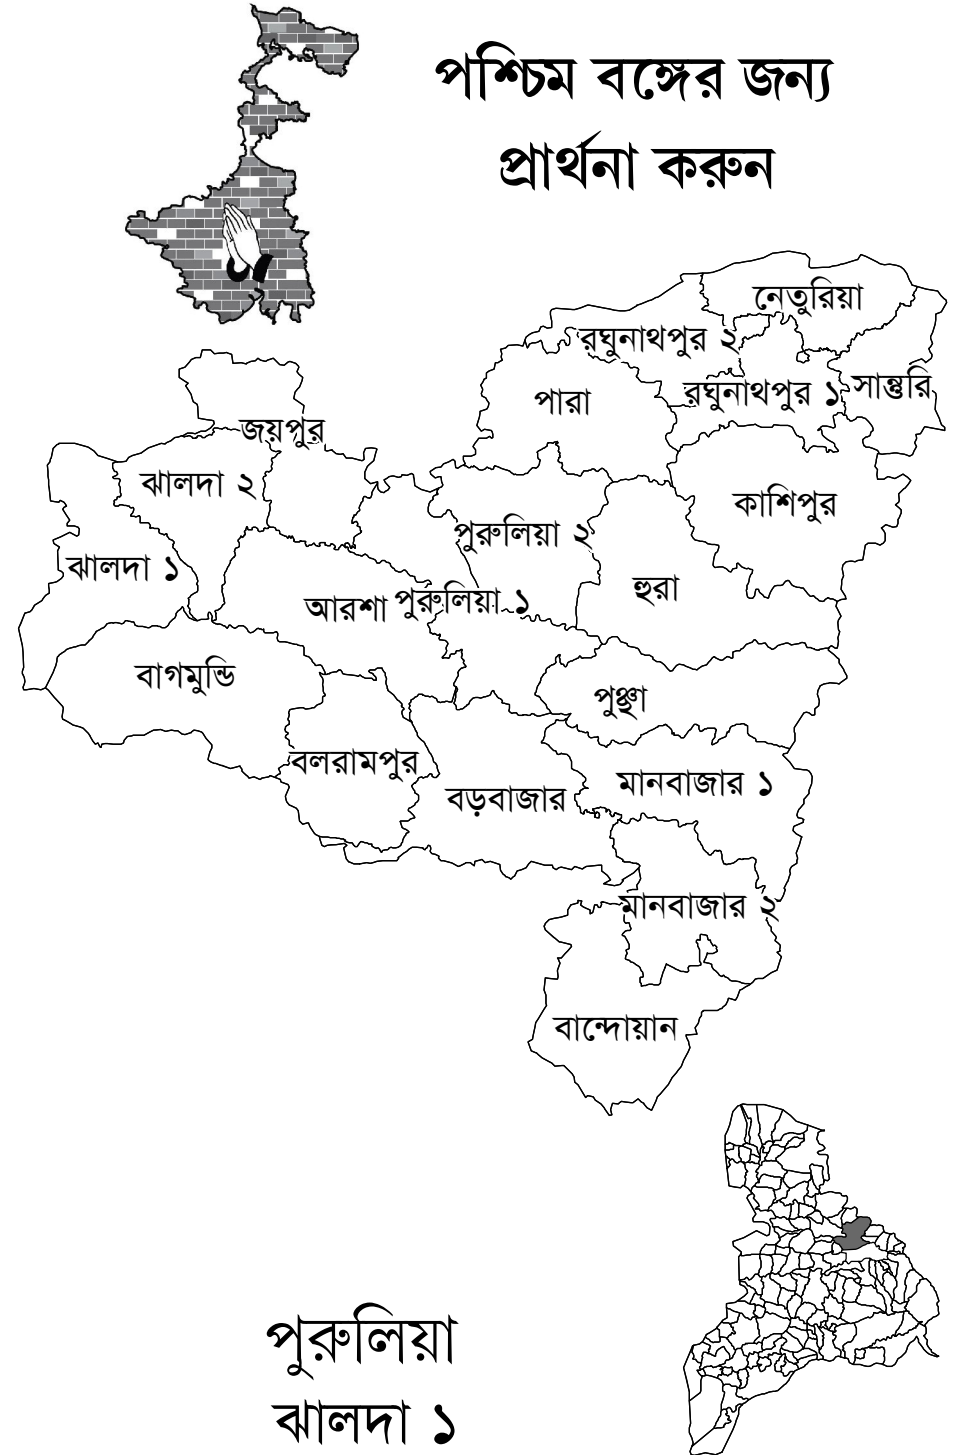 পশ্চিম বঙ্গের জন্য
প্রার্থনা করুন
নেতুরিয়া
রঘুনাথপুর ২
রঘুনাথপুর ১
সান্তুরি
পারা
জয়পুর
ঝালদা ২
কাশিপুর
পুরুলিয়া ২
ঝালদা ১
হুরা
আরশা
পুরুলিয়া ১
বাগমুন্ডি
পুঞ্ছা
বলরামপুর
মানবাজার ১
বড়বাজার
মানবাজার ২
বান্দোয়ান
পুরুলিয়া
ঝালদা ১